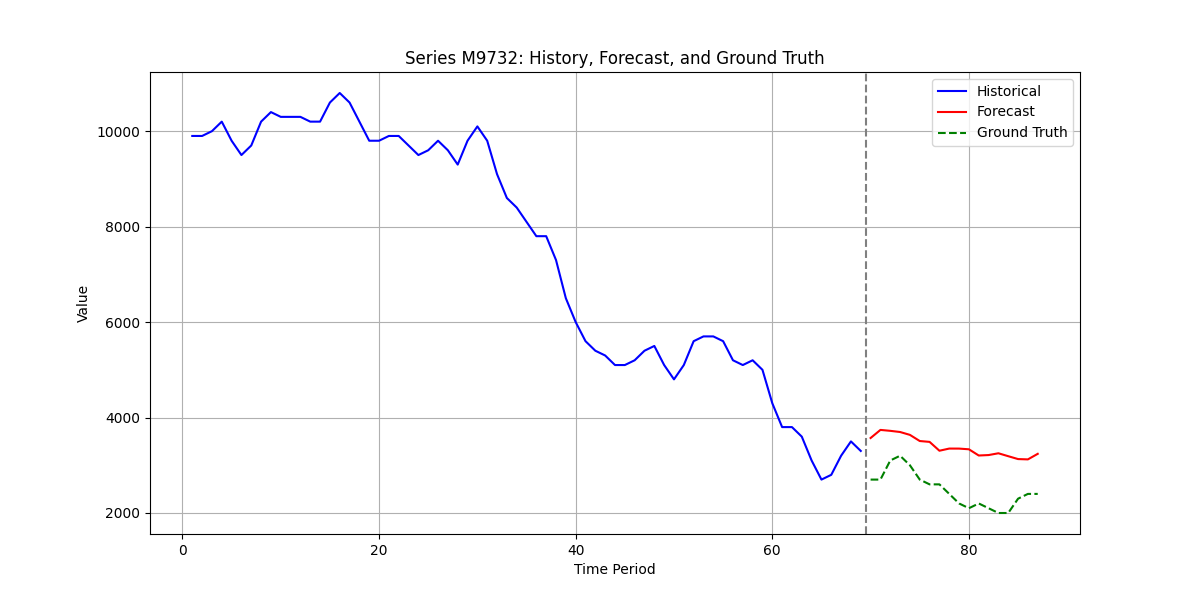 Series M9732: History, Forecast, and Ground Truth
Historical
Forecast
Ground Truth
10000
8000
6000
4000
2000
Value
0
20
40
60
80
Time Period